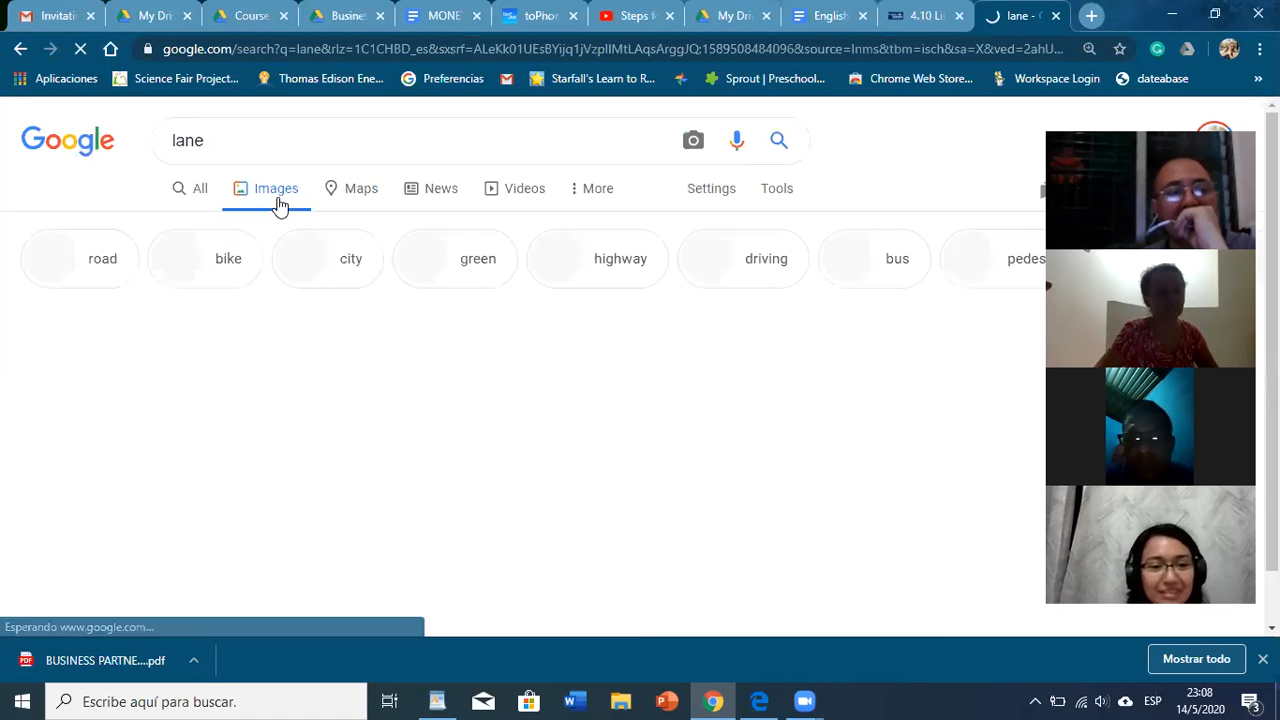 Invitati
My Dri
Course
Busine
MONE
toPho
Steps f
My Dri
English
4.10 Li
lane -
google.com/search?q=lane&rlz=1C1CHBD_es&sxsrf=ALeKk01UEsBYijq1jVzplIMtLAqsArggJQ:1589508484096&source=lnms&tbm=isch&sa=X&ved=2ahU...
Aplicaciones
Science Fair Project...
Thomas Edison Ene...
Preferencias
Starfall's Learn to R...
Sprout | Preschool...
Chrome Web Store...
Workspace Login
dateabase
Google
lane
All
Images
Maps
News
Videos
More
Settings
Tools
road
bike
city
green
highway
driving
bus
pedes
Esperando www.google.com...
BUSINESS PARTNE....pdf
Mostrar todo
Escribe aquí para buscar.
ESP
23:08
14/5/2020
3